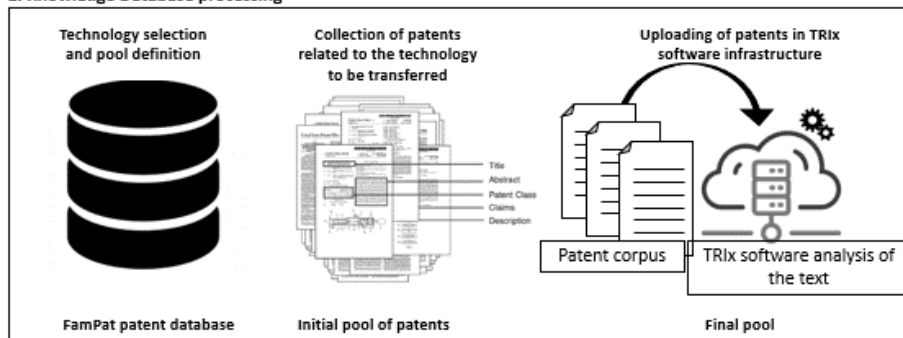 Technology selection
and pool definition
Collection of patents
related to the technology
to be transferred
Uploading of patents in TRIx
software infrastructure
Title
Abstract
Patent Class
Claims
Description
Patent corpus
TRIx software analysis of
the text
FamPat patent database
Initial pool of patents
Final pool